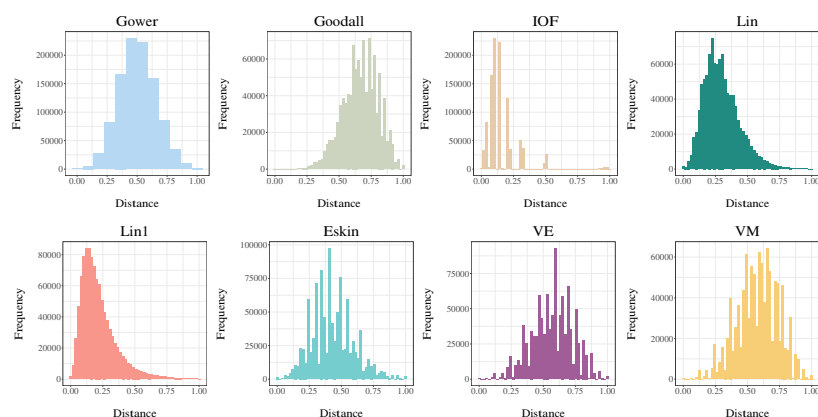 Gower Goodall IOF Lin
Frequency Frequency Frequency Frequency
200000 60000 200000 60000
150000 40000 150000 40000
100000 20000 100000 20000
50000 0 50000 0
0 0
0.00 0.25 0.50 0.75 1.00 0.00 0.25 0.50 0.75 1.00 0.00 0.25 0.50 0.75 1.00 0.00 0.25 0.50 0.75 1.00
Distance Distance Distance Distance
Lin1 Eskin VE VM
Frequency Frequency Frequency Frequency
80000 100000 75000 60000
60000 75000 50000 40000
40000 50000 25000 20000
20000 25000 0 0
0 0
0.00 0.25 0.50 0.75 1.00 0.00 0.25 0.50 0.75 1.00 0.00 0.25 0.50 0.75 1.00 0.00 0.25 0.50 0.75 1.00
Distance Distance Distance Distance